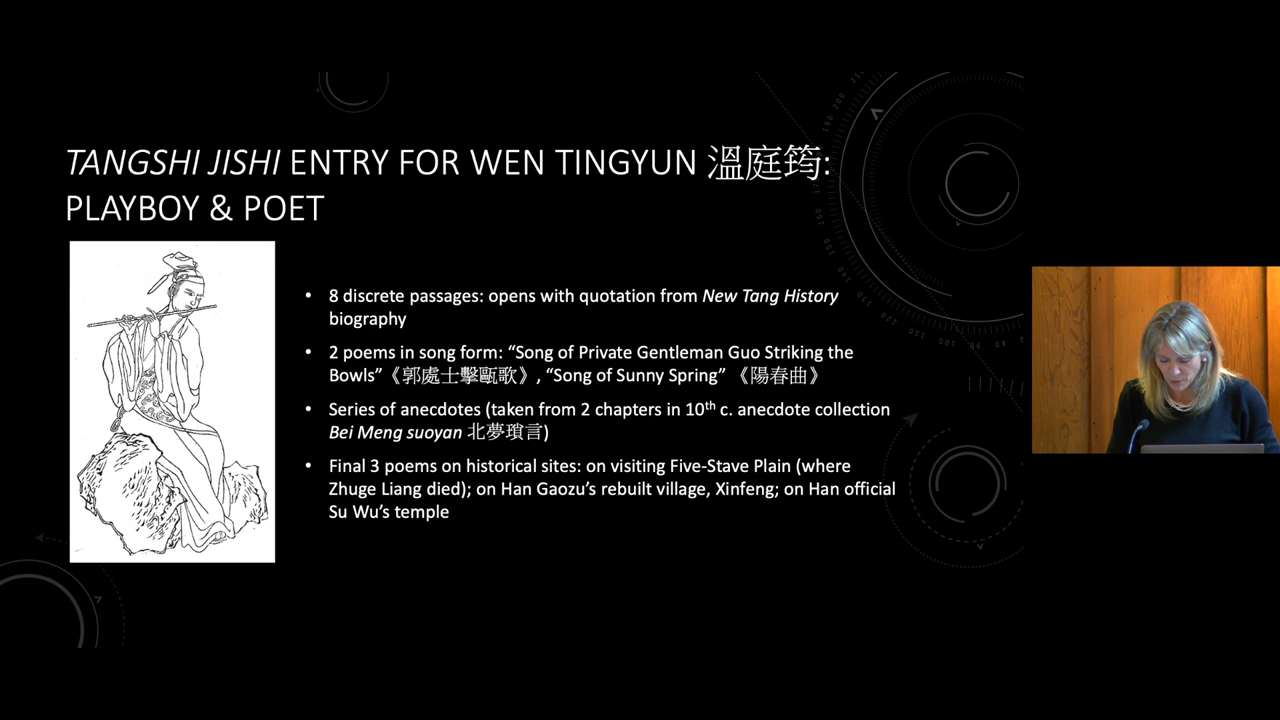 TANGSHI JISHI ENTRY FOR WEN TINGYUN 溫庭筠:
PLAYBOY & POET
• 8 discrete passages: opens with quotation from New Tang History
biography
• 2 poems in song form: “Song of Private Gentleman Guo Striking the
Bowls”《郭處士擊甌歌》, “Song of Sunny Spring” 《陽春曲》
• Series of anecdotes (taken from 2 chapters in 10th c. anecdote collection
Bei Meng suoyan 北夢瑣言)
• Final 3 poems on historical sites: on visiting Five-Stave Plain (where
Zhuge Liang died); on Han Gaozu’s rebuilt village, Xinfeng; on Han official
Su Wu’s temple